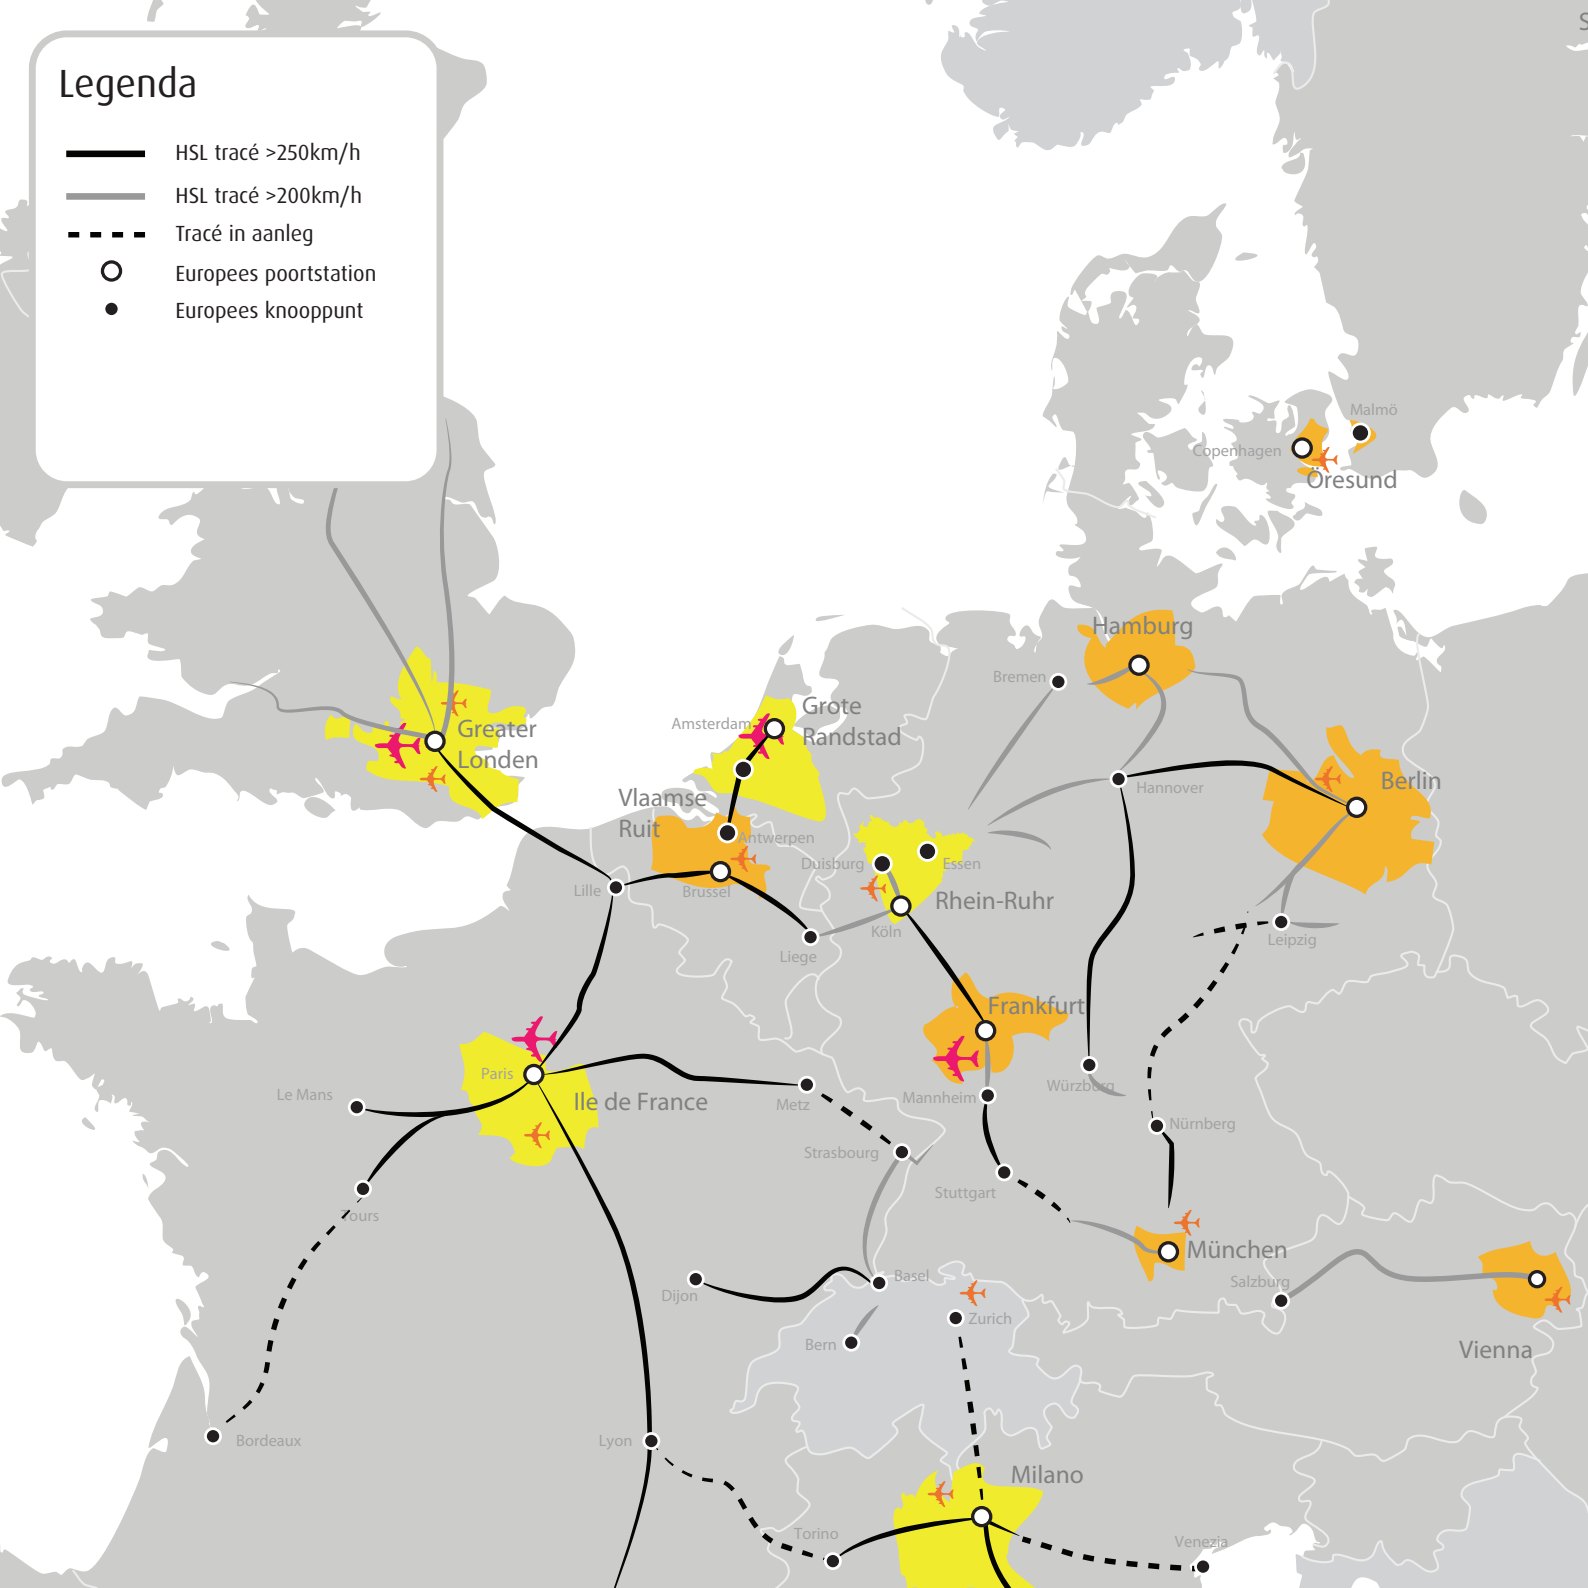 S
Legenda
HSL tracé >250km/h
HSL tracé >200km/h
Tracé in aanleg
Europees poortstation
Europees knooppunt
Malmö
Copenhagen
Öresund
Hamburg
Bremen
Grote
Randstad
Amsterdam
Greater
Londen
Hannover
Berlin
Vlaamse
Ruit
Antwerpen
Duisburg
Essen
Lille
Brussel
Rhein-Ruhr
Köln
Liege
Leipzig
Frankfurt
Paris
Le Mans
Ile de France
Metz
Mannheim
Würzburg
Nürnberg
Strasbourg
Stuttgart
Tours
München
Salzburg
Basel
Dijon
Zurich
Bern
Vienna
Bordeaux
Lyon
Milano
Torino
Venezia